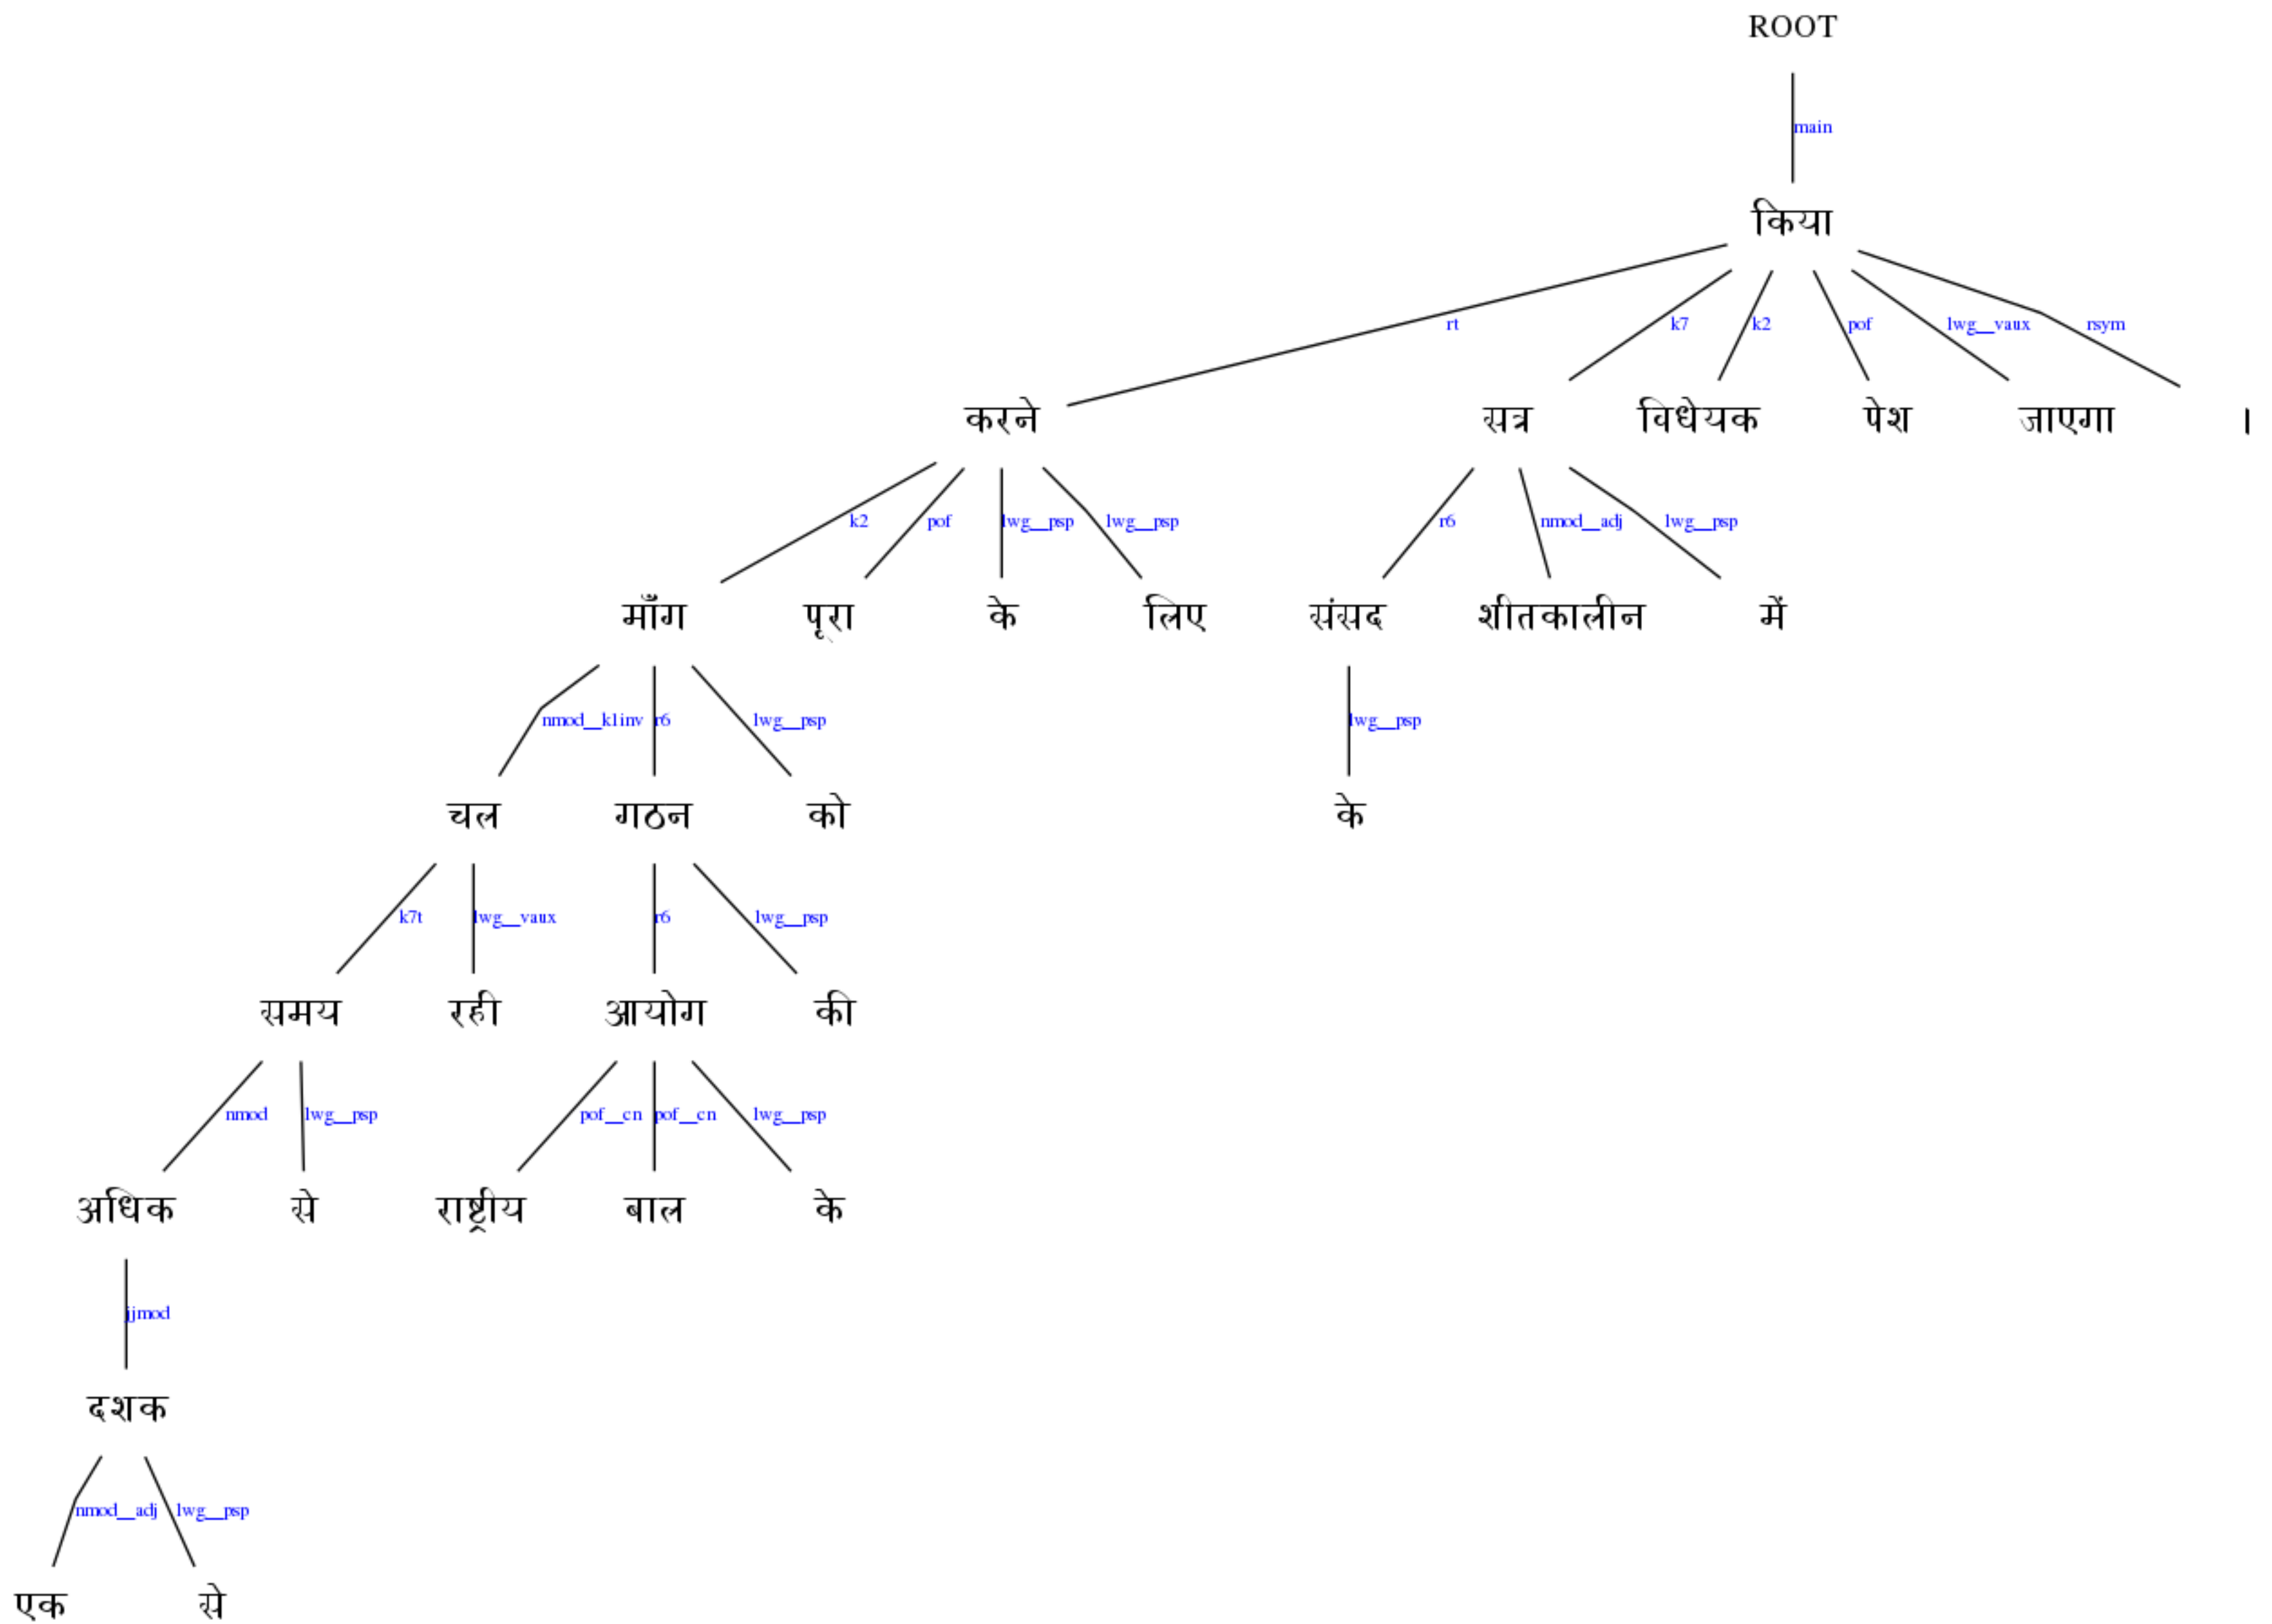 ROOT
main
किया
rt k7 k2 pof lwg__vaux rsym
करने सत्र विधेयक पेश जाएगा ।
k2 pof lwg__psp lwg__psp r6 nmod__adj lwg__psp
माँग पूरा के लिए संसद शीतकालीन में
nmod__k1inv r6 lwg__psp lwg__psp
चल गठन को के
k7t lwg__vaux r6 lwg__psp
समय रही आयोग की
nmod lwg__psp pof__cn pof__cn lwg__psp
अधिक से राष्ट्रीय बाल के
jjmod
दशक
nmod__adj lwg__psp
एक से